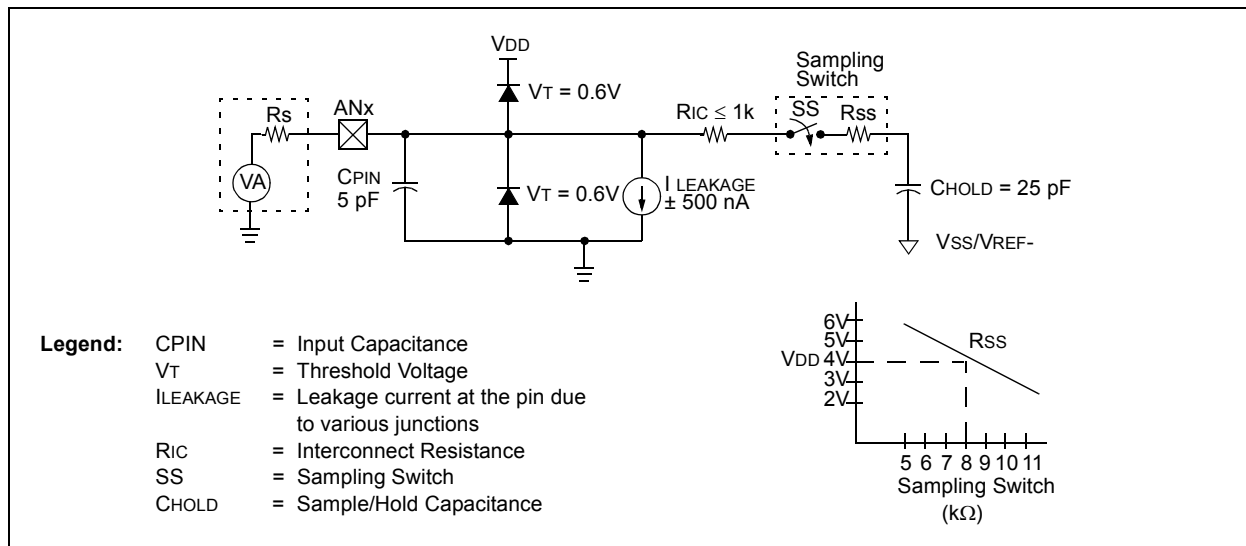 VDD
Sampling
Switch
VT = 0.6V
RS
ANx
RIC ≤ 1k
SS
RSS
VA
CPIN
5 pF
VT = 0.6V
I LEAKAGE
± 500 nA
CHOLD = 25 pF
VSS/VREF-
Legend: CPIN = Input Capacitance
VT = Threshold Voltage
ILEAKAGE = Leakage current at the pin due
to various junctions
RIC = Interconnect Resistance
SS = Sampling Switch
CHOLD = Sample/Hold Capacitance
6V
5V
RSS
VDD 4V
3V
2V
5 6 7 8 9 10 11
Sampling Switch
(kΩ)